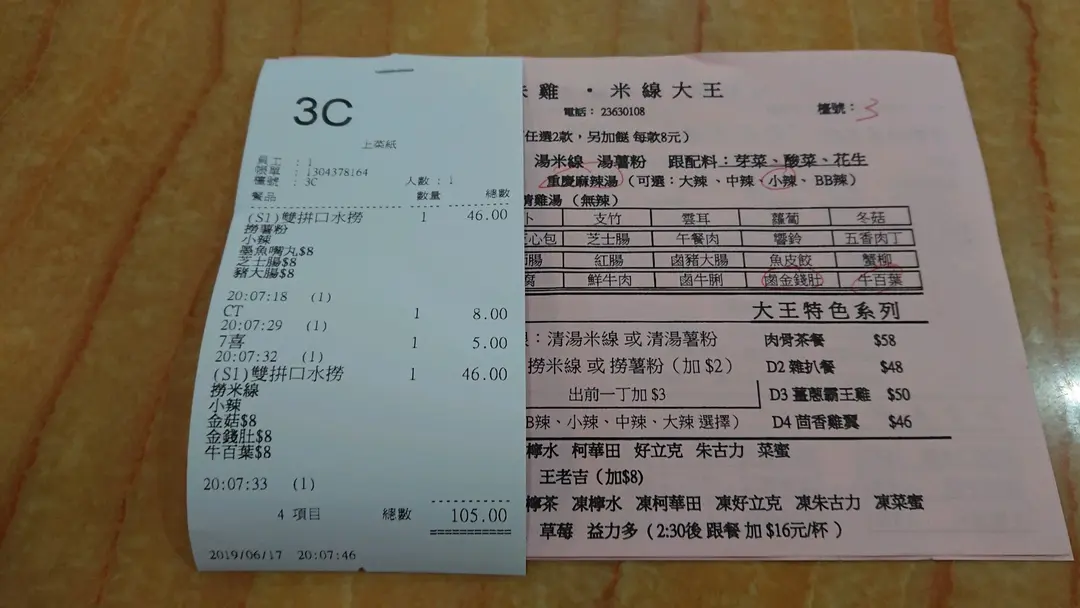 3C
上菜紙
員工 : 1
帳單 : 1304378164
檯號 : 3C 人數 : 1
餐品 數量 總數
(S1)雙拼口水撈 1 46.00
撈薯粉
小辣
墨魚嘴丸$8
芝士腸$8
豬大腸$8
20:07:18 (1)
CT 1 8.00
20:07:29 (1)
7喜 1 5.00
20:07:32 (1)
(S1)雙拼口水撈 1 46.00
撈米線
小辣
金菇$8
金錢肚$8
牛百葉$8
20:07:33 (1)
4 項目 總數 105.00
2019/06/17 20:07:46
雞 · 米線大王
電話: 23630108 檯號: 3
任選2款,另加餸 每款8元)
湯米線 湯薯粉 跟配料:芽菜、酸菜、花生
重慶麻辣湯(可選:大辣、中辣、小辣、BB辣)
清雞湯(無辣)
支竹 雲耳 蘿蔔 冬菇
心包 芝士腸 午餐肉 響鈴 五香肉丁
腸 紅腸 鹵豬大腸 魚皮餃 蟹柳
腐 鮮牛肉 鹵牛脷 鹵金錢肚 牛百葉
大王特色系列
:清湯米線 或 清湯薯粉 肉骨茶餐 $58
撈米線 或 撈薯粉(加 $2) D2 雜扒餐 $48
出前一丁加 $3 D3 薑蔥霸王雞 $50
B辣、小辣、中辣、大辣 選擇) D4 茴香雞翼 $46
檸水 柯華田 好立克 朱古力 菜蜜
王老吉(加$8)
檸茶 凍檸水 凍柯華田 凍好立克 凍朱古力 凍菜蜜
草莓 益力多(2:30後 跟餐 加 $16元/杯)